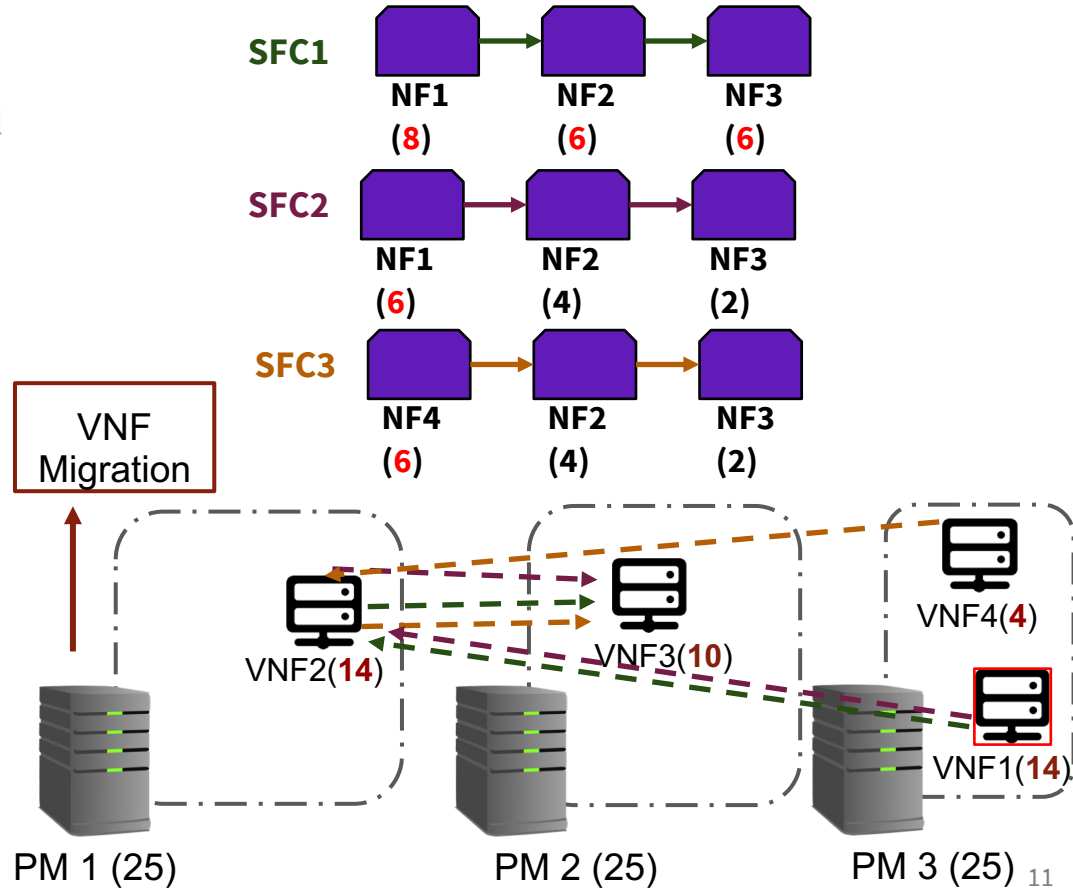 SFC1
NF1 NF2 NF3
(8) (6) (6)
SFC2
NF1 NF2 NF3
(6) (4) (2)
SFC3
NF4 NF2 NF3
(6) (4) (2)
VNF
Migration
VNF4(4)
VNF2(14) VNF3(10)
VNF1(14)
PM 1 (25) PM 2 (25) PM 3 (25) 11